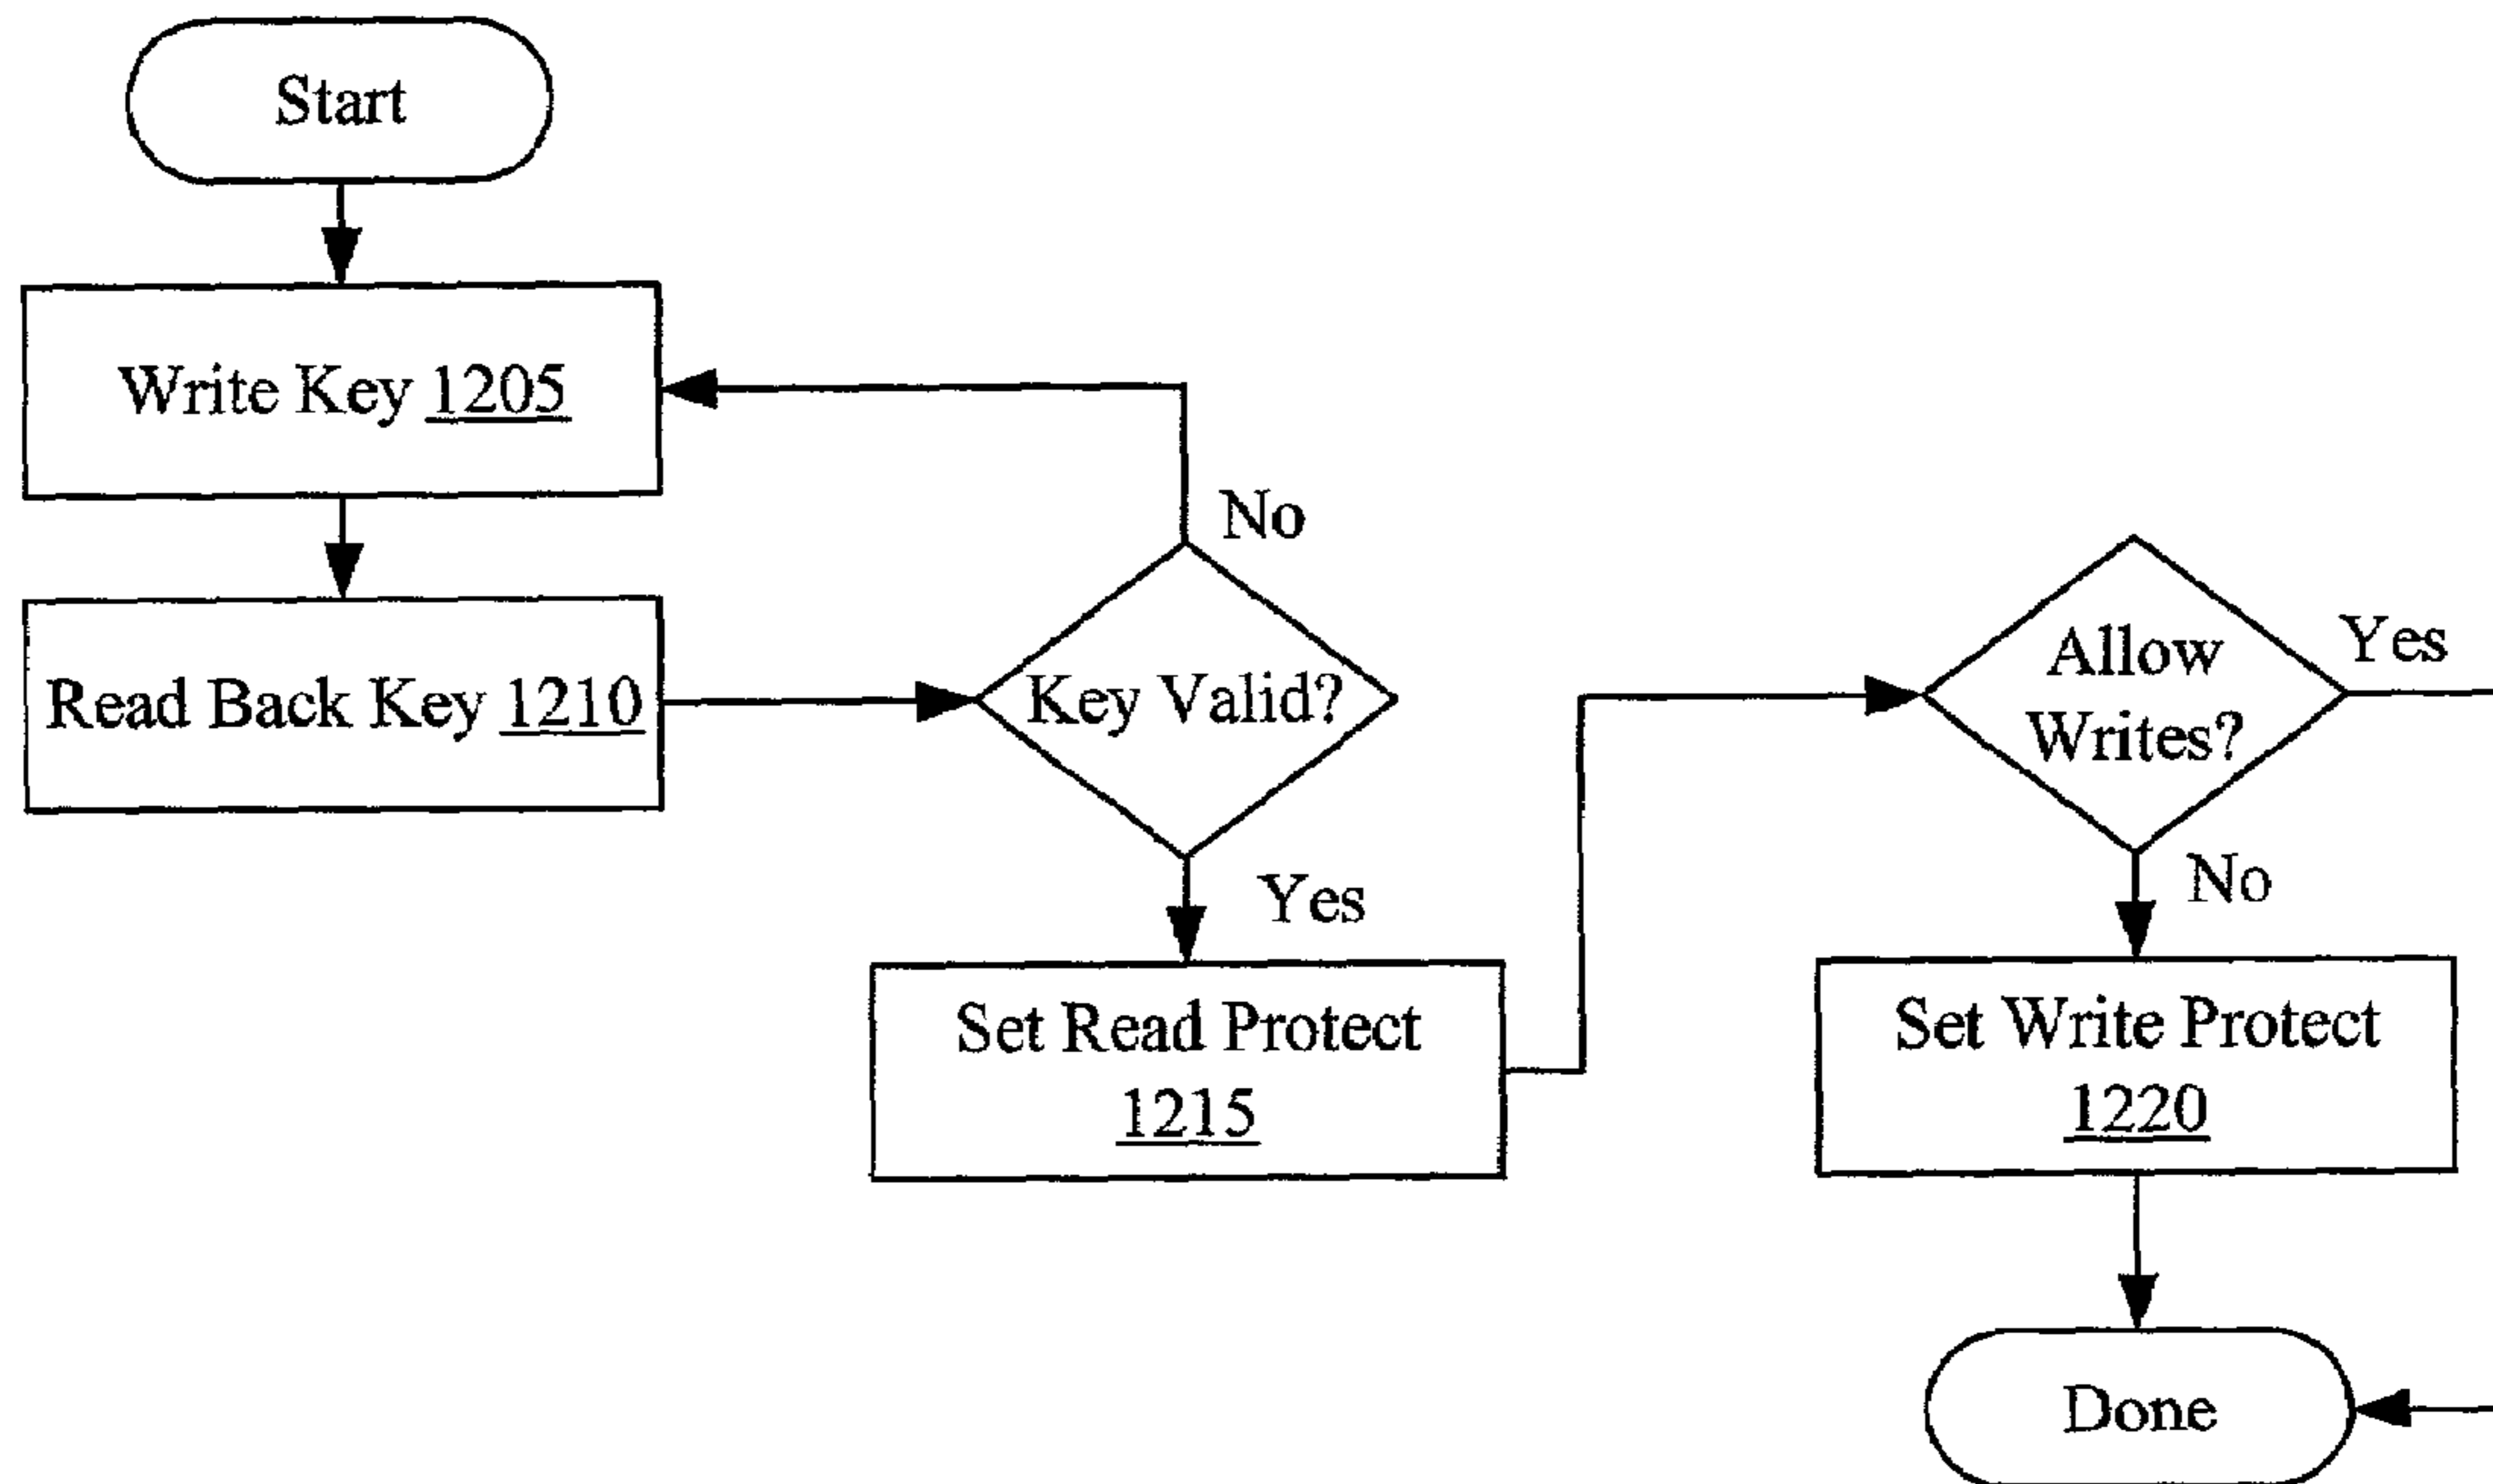 Start
Write Key 1205
No
Read Back Key 1210
Key Valid?
Yes
Set Read Protect
1215
Allow
Writes?
Yes
No
Set Write Protect
1220
Done